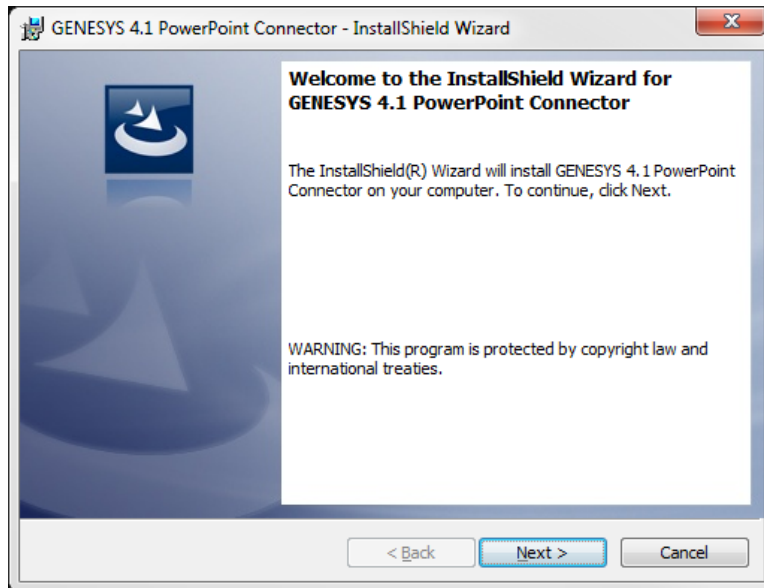 GENESYS 4.1 PowerPoint Connector - InstallShield Wizard
Welcome to the InstallShield Wizard for
GENESYS 4.1 PowerPoint Connector
The InstallShield(R) Wizard will install GENESYS 4.1 PowerPoint
Connector on your computer. To continue, click Next.
WARNING: This program is protected by copyright law and
international treaties.
< Back
Next >
Cancel